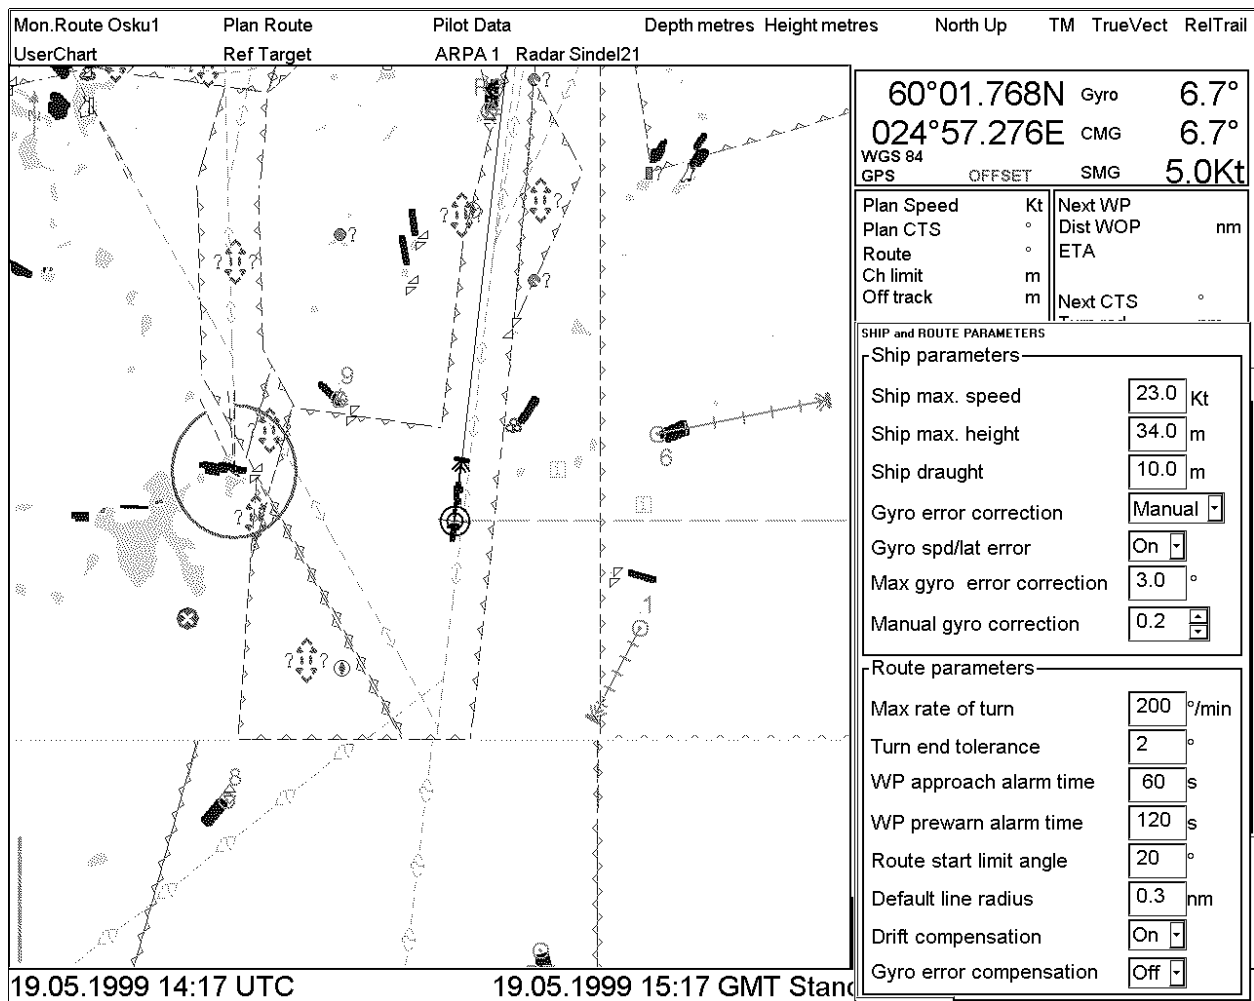 Mon.Route Osku1 Plan Route Pilot Data Depth metres Height metres North Up TM TrueVect RelTrail
UserChart Ref Target ARPA 1 Radar Sindel21
60°01.768N Gyro 6.7°
024°57.276E CMG 6.7°
WGS 84
GPS OFFSET SMG 5.0Kt
Plan Speed Kt
Plan CTS °
Route °
Ch limit m
Off track m
Next WP
Dist WOP nm
ETA
Next CTS °
SHIP and ROUTE PARAMETERS
Ship parameters
Ship max. speed 23.0 Kt
Ship max. height 34.0 m
Ship draught 10.0 m
Gyro error correction Manual
Gyro spd/lat error On
Max gyro error correction 3.0 °
Manual gyro correction 0.2
Route parameters
Max rate of turn 200 °/min
Turn end tolerance 2 °
WP approach alarm time 60 s
WP prewarn alarm time 120 s
Route start limit angle 20 °
Default line radius 0.3 nm
Drift compensation On
Gyro error compensation Off
?
?
? ?
?
?
? ?
9
6
?
1
? ?
8
19.05.1999 14:17 UTC 19.05.1999 15:17 GMT Stan